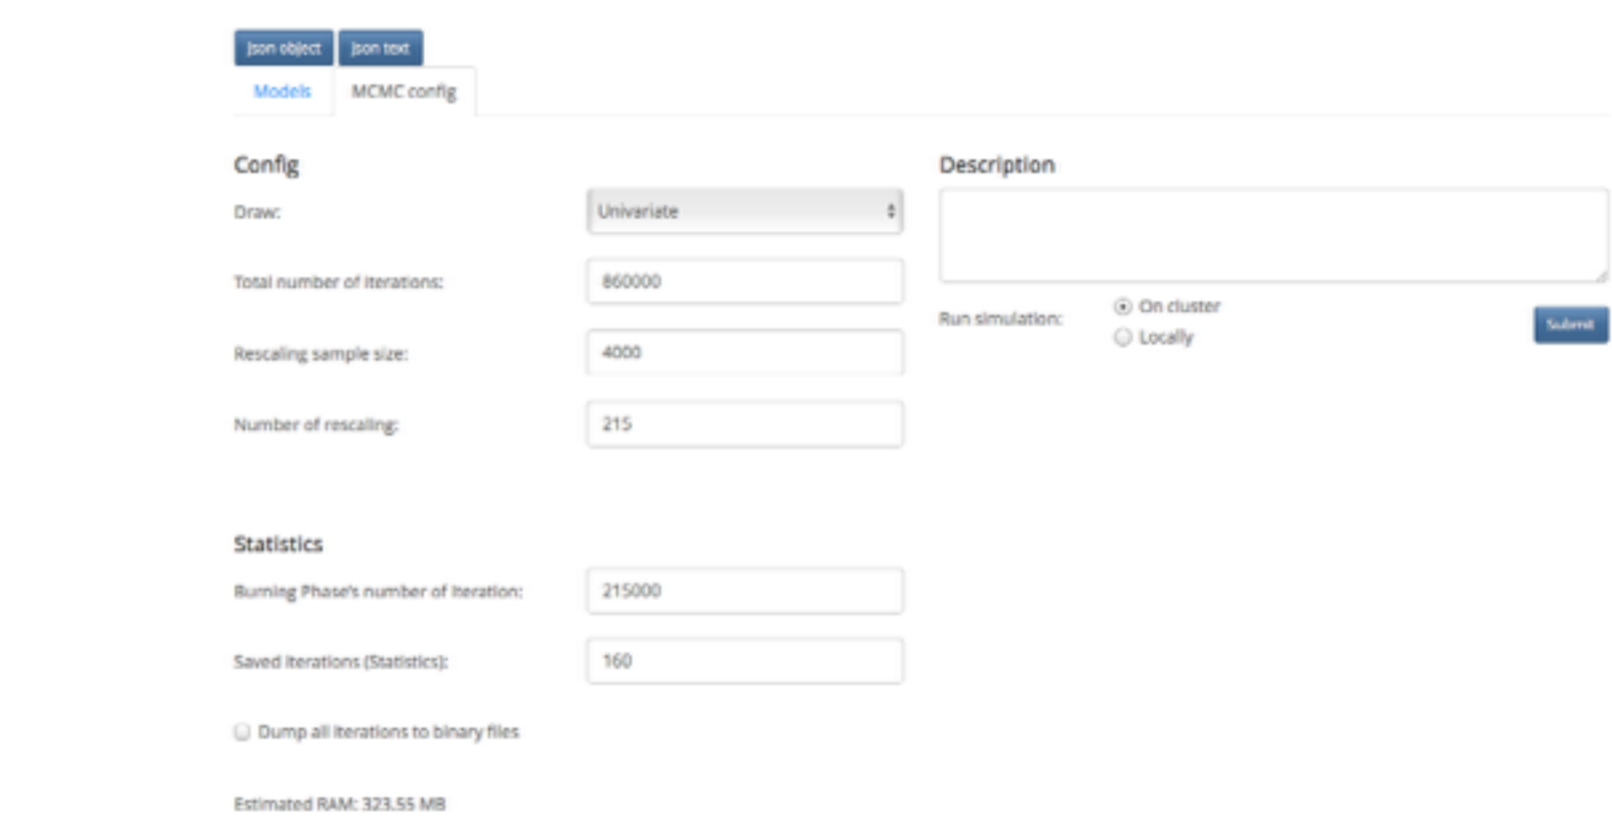 Json object Json text
Models MCMC config
Config
Draw: Univariate
Total number of iterations: 860000
Rescaling sample size: 4000
Number of rescaling: 215
Statistics
Burning Phase's number of iteration: 215000
Saved iterations (Statistics): 160
Dump all iterations to binary files
Estimated RAM: 323.55 MB
Description
Run simulation: On cluster
Locally
Submit